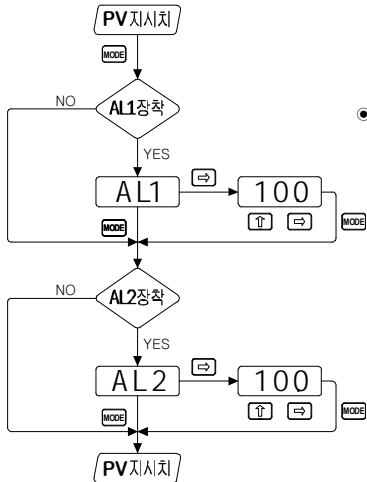 PV지시치
MODE
NO
AL1장착
YES
AL1
⇨
100
MODE
⇧ ⇨ MODE
NO
AL2장착
YES
AL2
⇨
100
MODE
⇧ ⇨ MODE
PV지시치